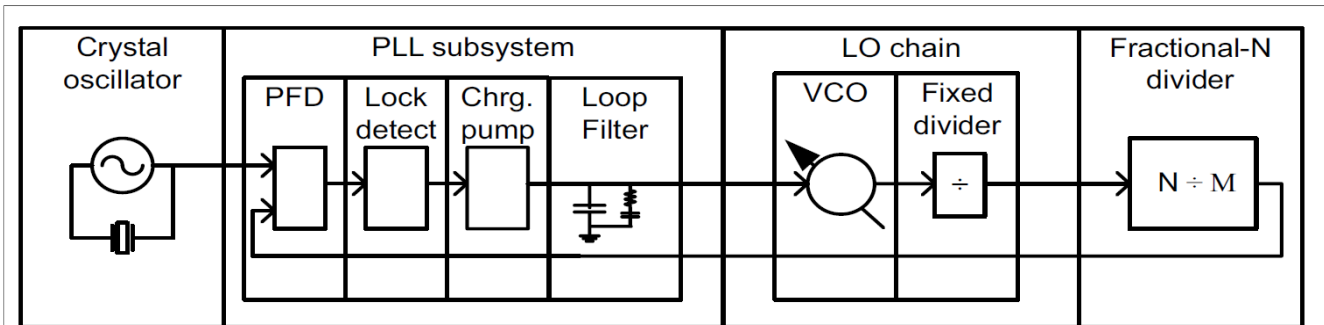 Crystal
oscillator
PLL subsystem
PFD
Lock
detect
Chrg.
pump
Loop
Filter
LO chain
VCO
Fixed
divider
÷
Fractional-N
divider
N ÷ M